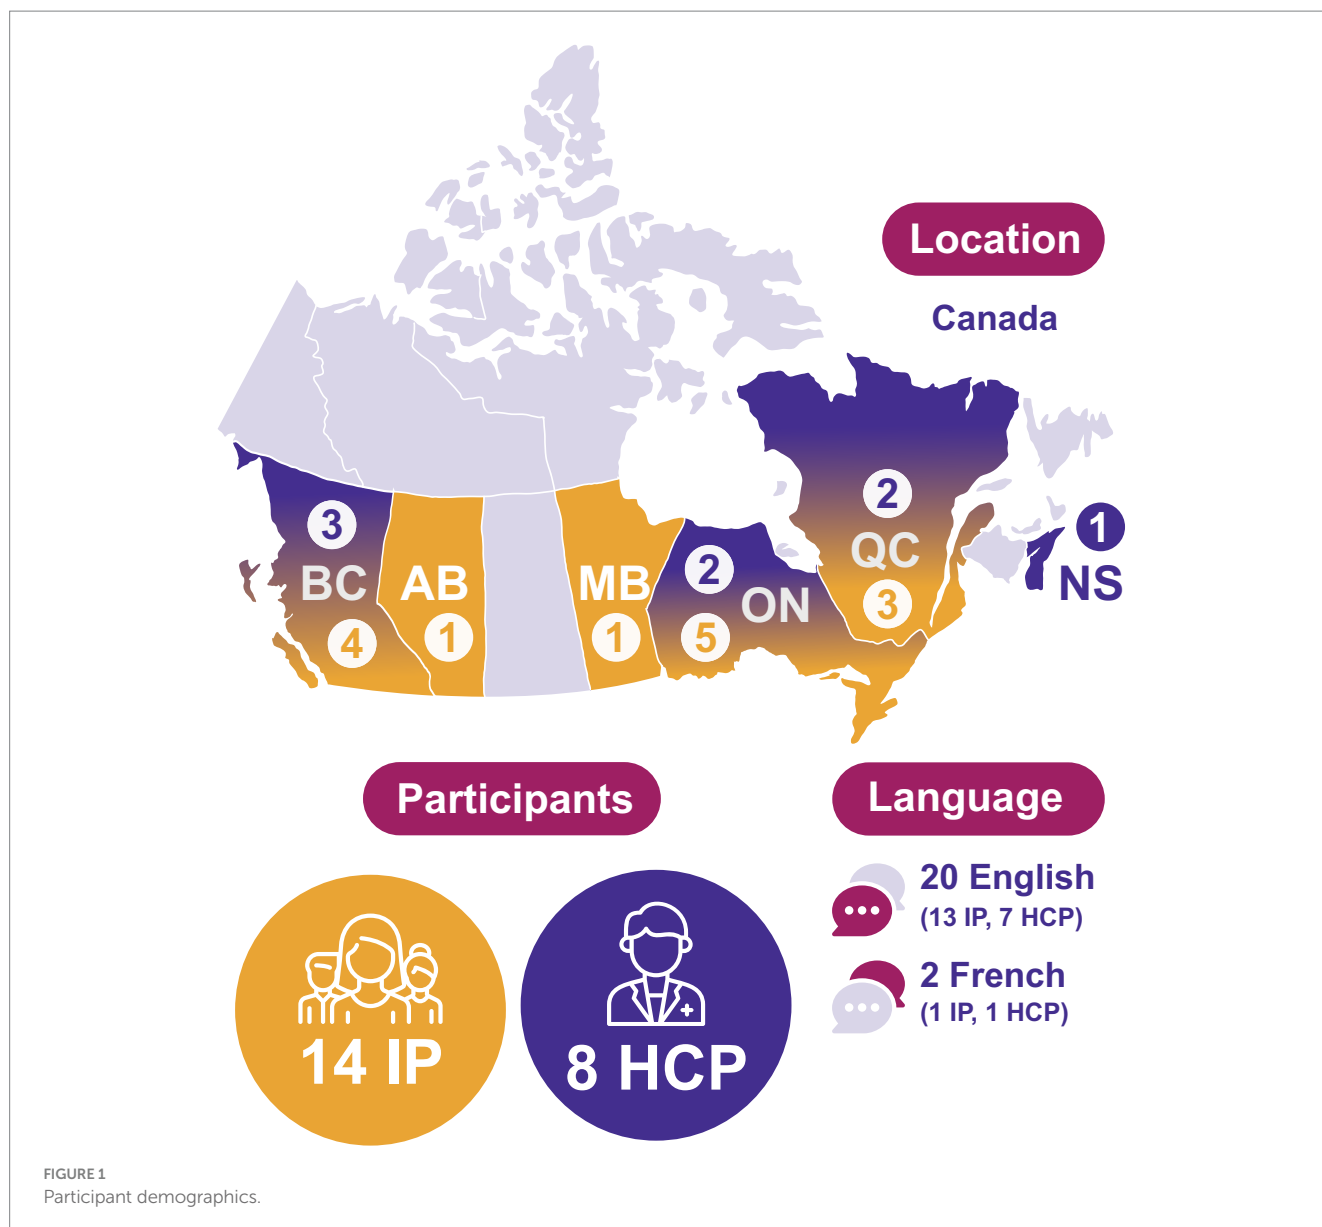 Location
Canada
3
BC
4
AB
1
MB
1
2
ON
5
2
QC
3
1
NS
Participants
14 IP
8 HCP
Language
20 English
(13 IP, 7 HCP)
2 French
(1 IP, 1 HCP)
FIGURE 1
Participant demographics.